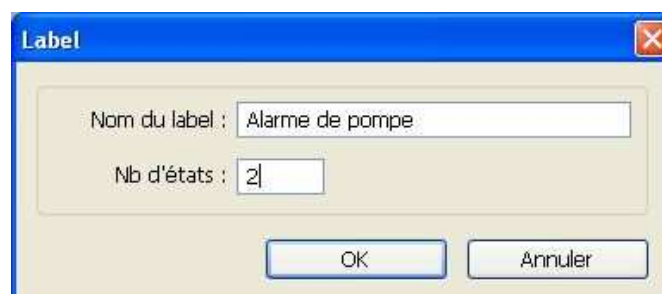 Label
Nom du label : Alarme de pompe
Nb d'états : 2
OK Annuler